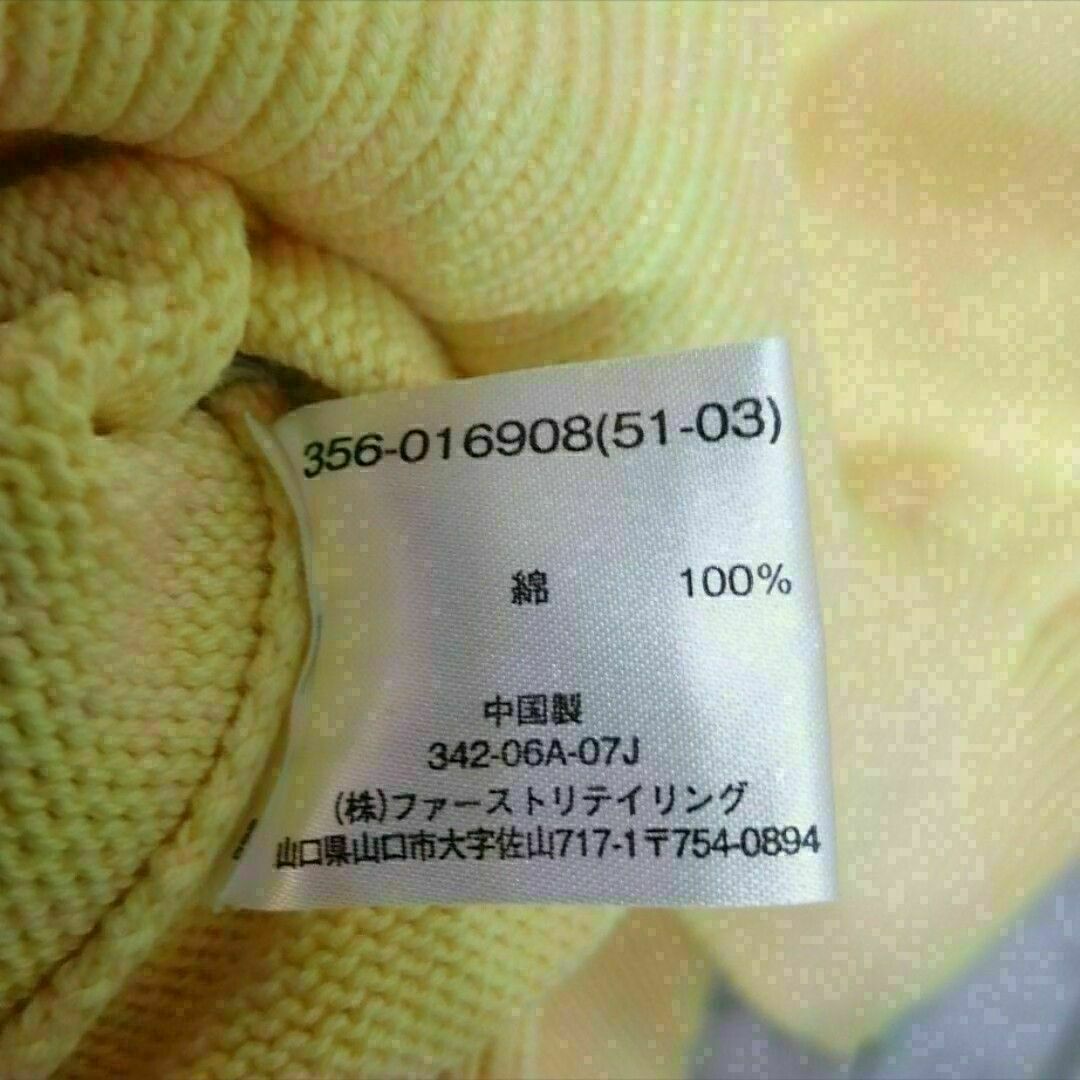 356-016908(51-03)
綿 100%
中国製
342-06A-07J
(株)ファーストリテイリング
山口県山口市大字佐山717-1〒754-0894